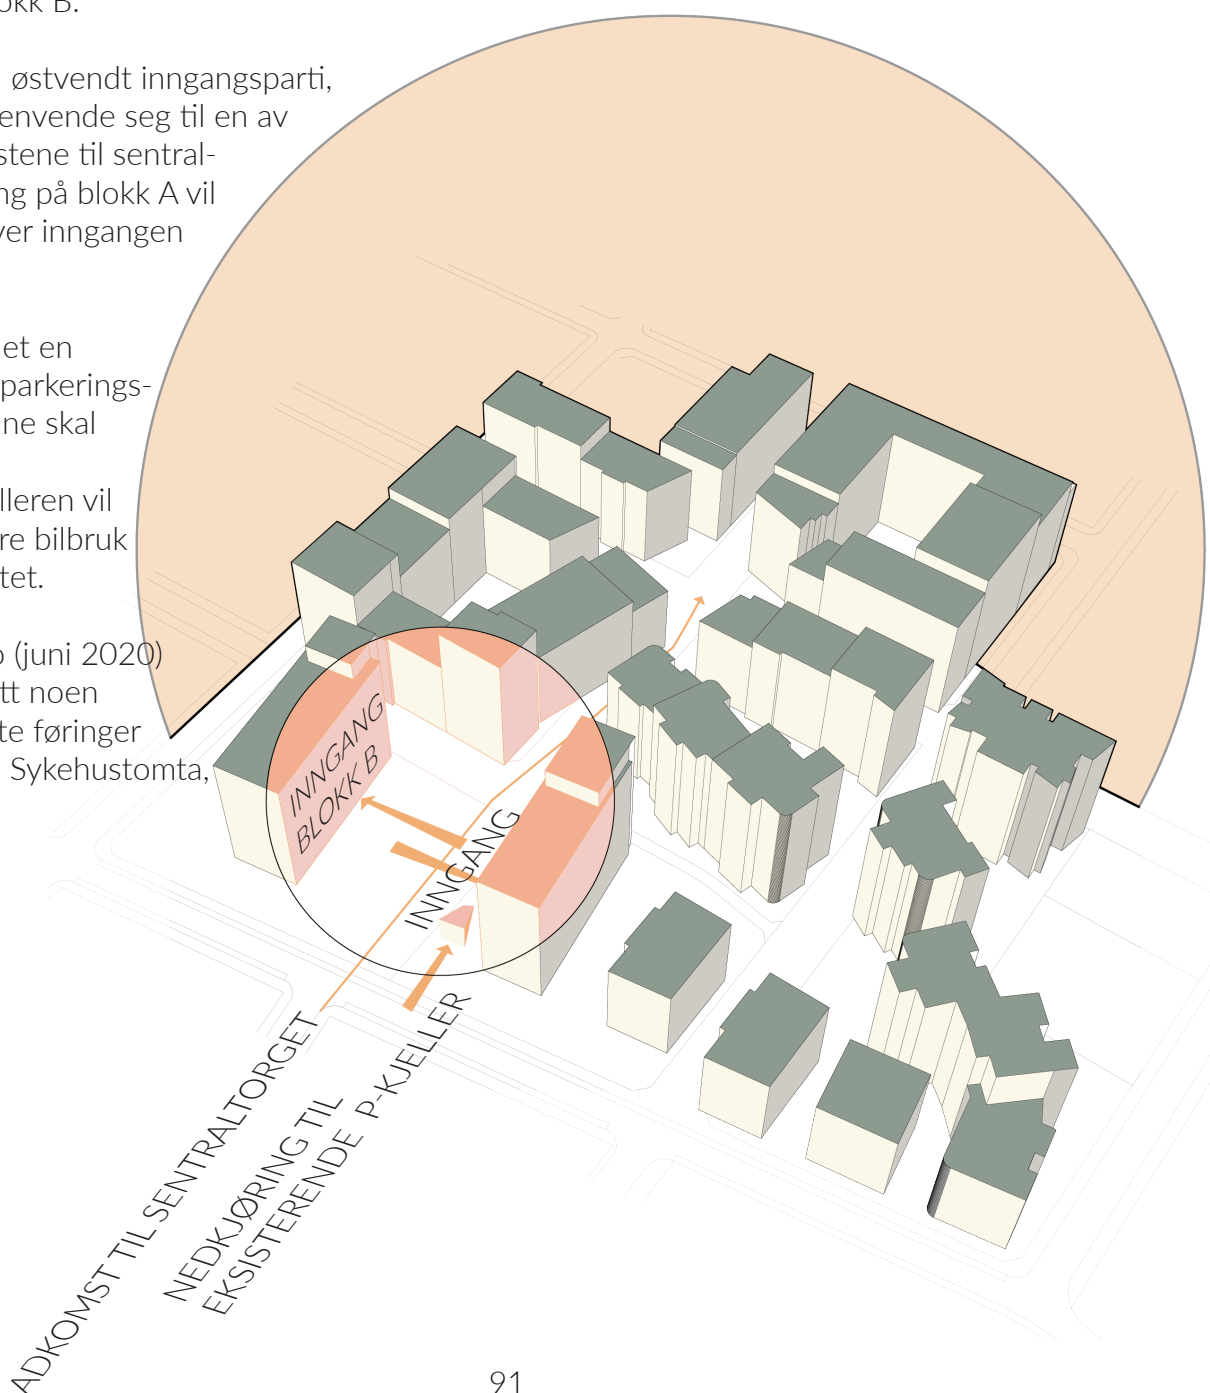 okk B.
østvendt inngangsparti,
envende seg til en av
stene til sentral-
ng på blokk A vil
ver inngangen
et en
parkerings-
ne skal
lleren vil
re bilbruk
tet.
(juni 2020)
tt noen
te føringer
Sykehustomta,
INNGANG
BLOKK B
INNGANG
ADKOMST TIL SENTRALTORGET
NEDKJØRING TIL
EKSISTERENDE P-KJELLER
91